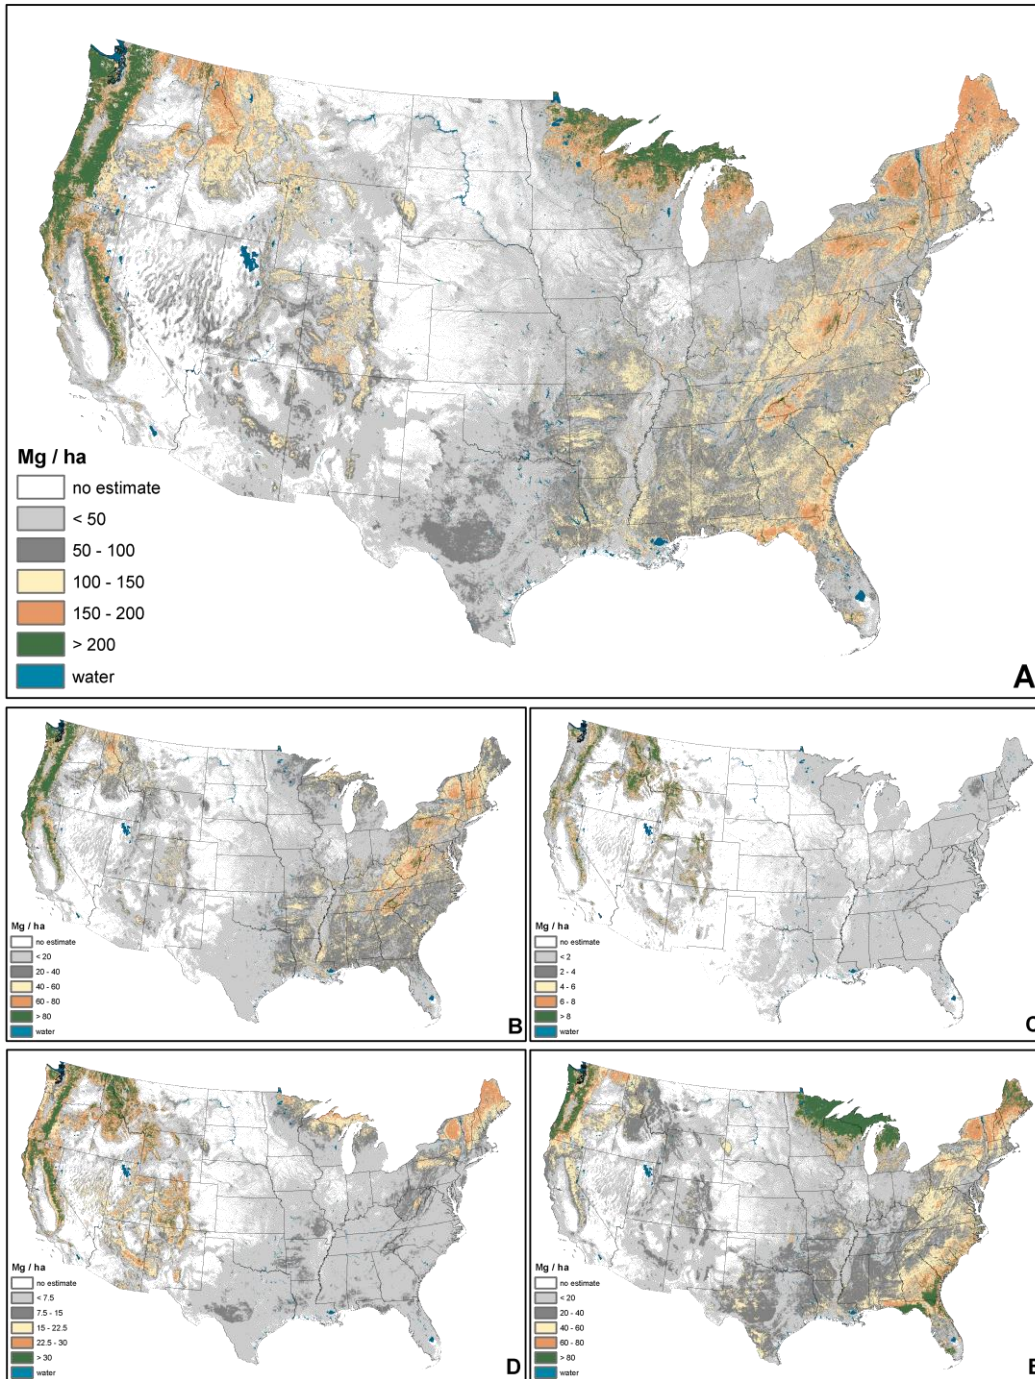 Mg / ha
no estimate
< 50
50 - 100
100 - 150
150 - 200
> 200
water
A
Mg / ha
no estimate
< 20
20 - 40
40 - 60
60 - 80
> 80
water
B
Mg / ha
no estimate
< 2
2 - 4
4 - 6
6 - 8
> 8
water
C
Mg / ha
no estimate
< 7.5
7.5 - 15
15 - 22.5
22.5 - 30
> 30
water
D
Mg / ha
no estimate
< 20
20 - 40
40 - 60
60 - 80
> 80
water
E